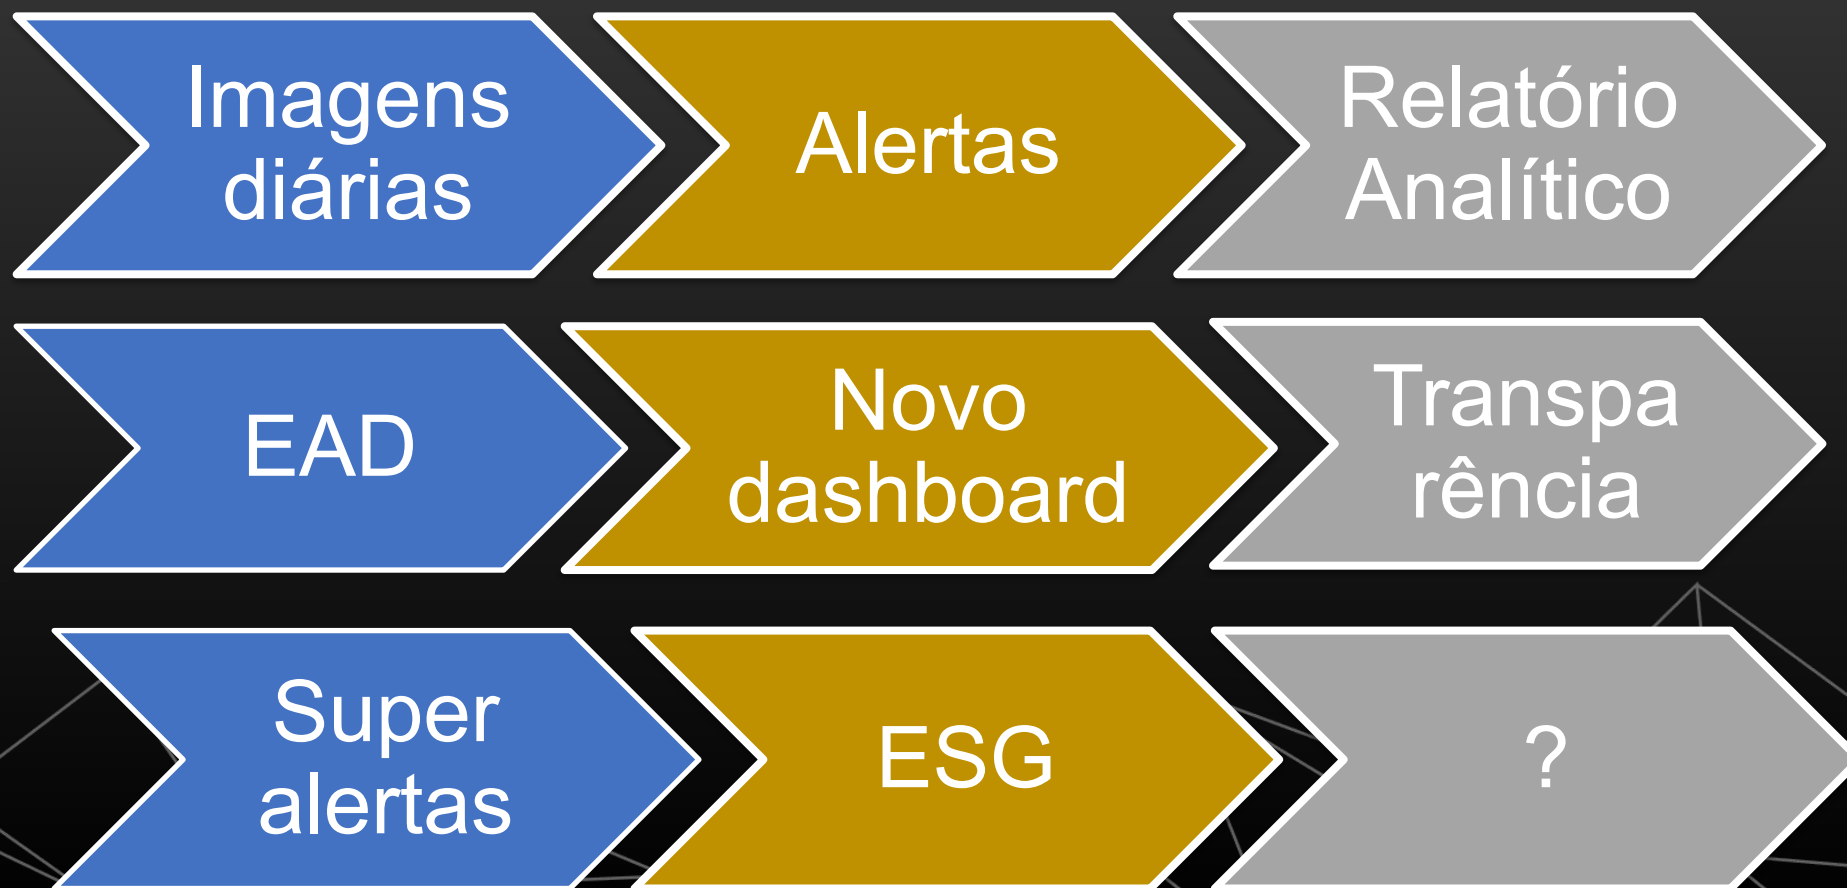 Imagens
diárias
Alertas
Relatório
Analítico
EAD
Novo
dashboard
Transpa
rência
Super
alertas
ESG
?